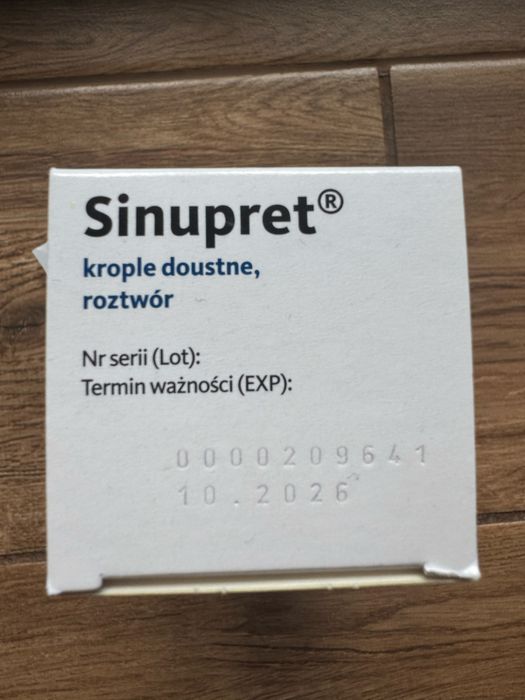 Sinupret®
krople doustne,
roztwór
Nr serii (Lot):
Termin ważności (EXP):
0000209641
10.2026